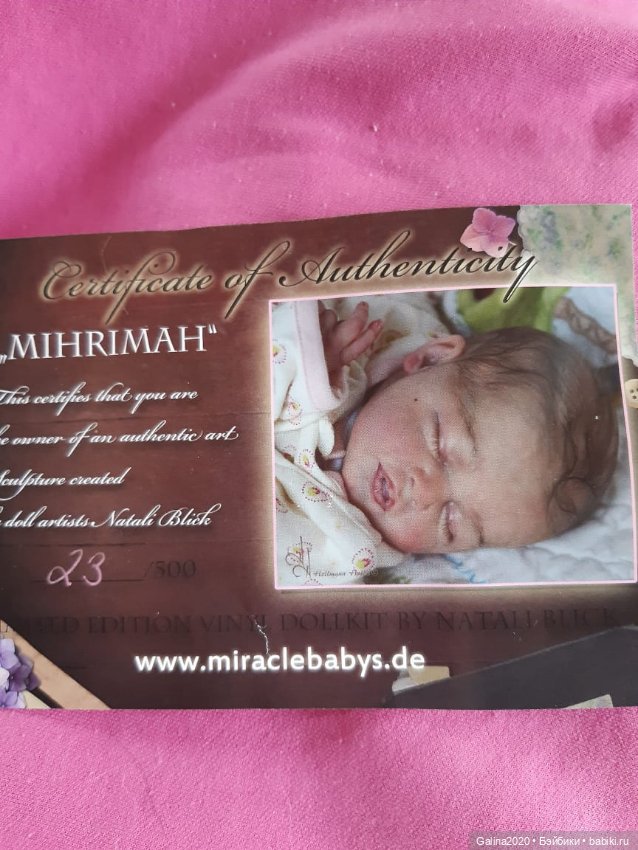 Certificate of Authenticity
„MIHRIMAH“
This certifies that you are
owner of an authentic art
sculpture created
doll artists Natali Blick
23 /500
EDITION VINYL DOLLKIT BY NATALI BLICK
www.miraclebabys.de
Galina2020 • Бэйбики • babiki.ru